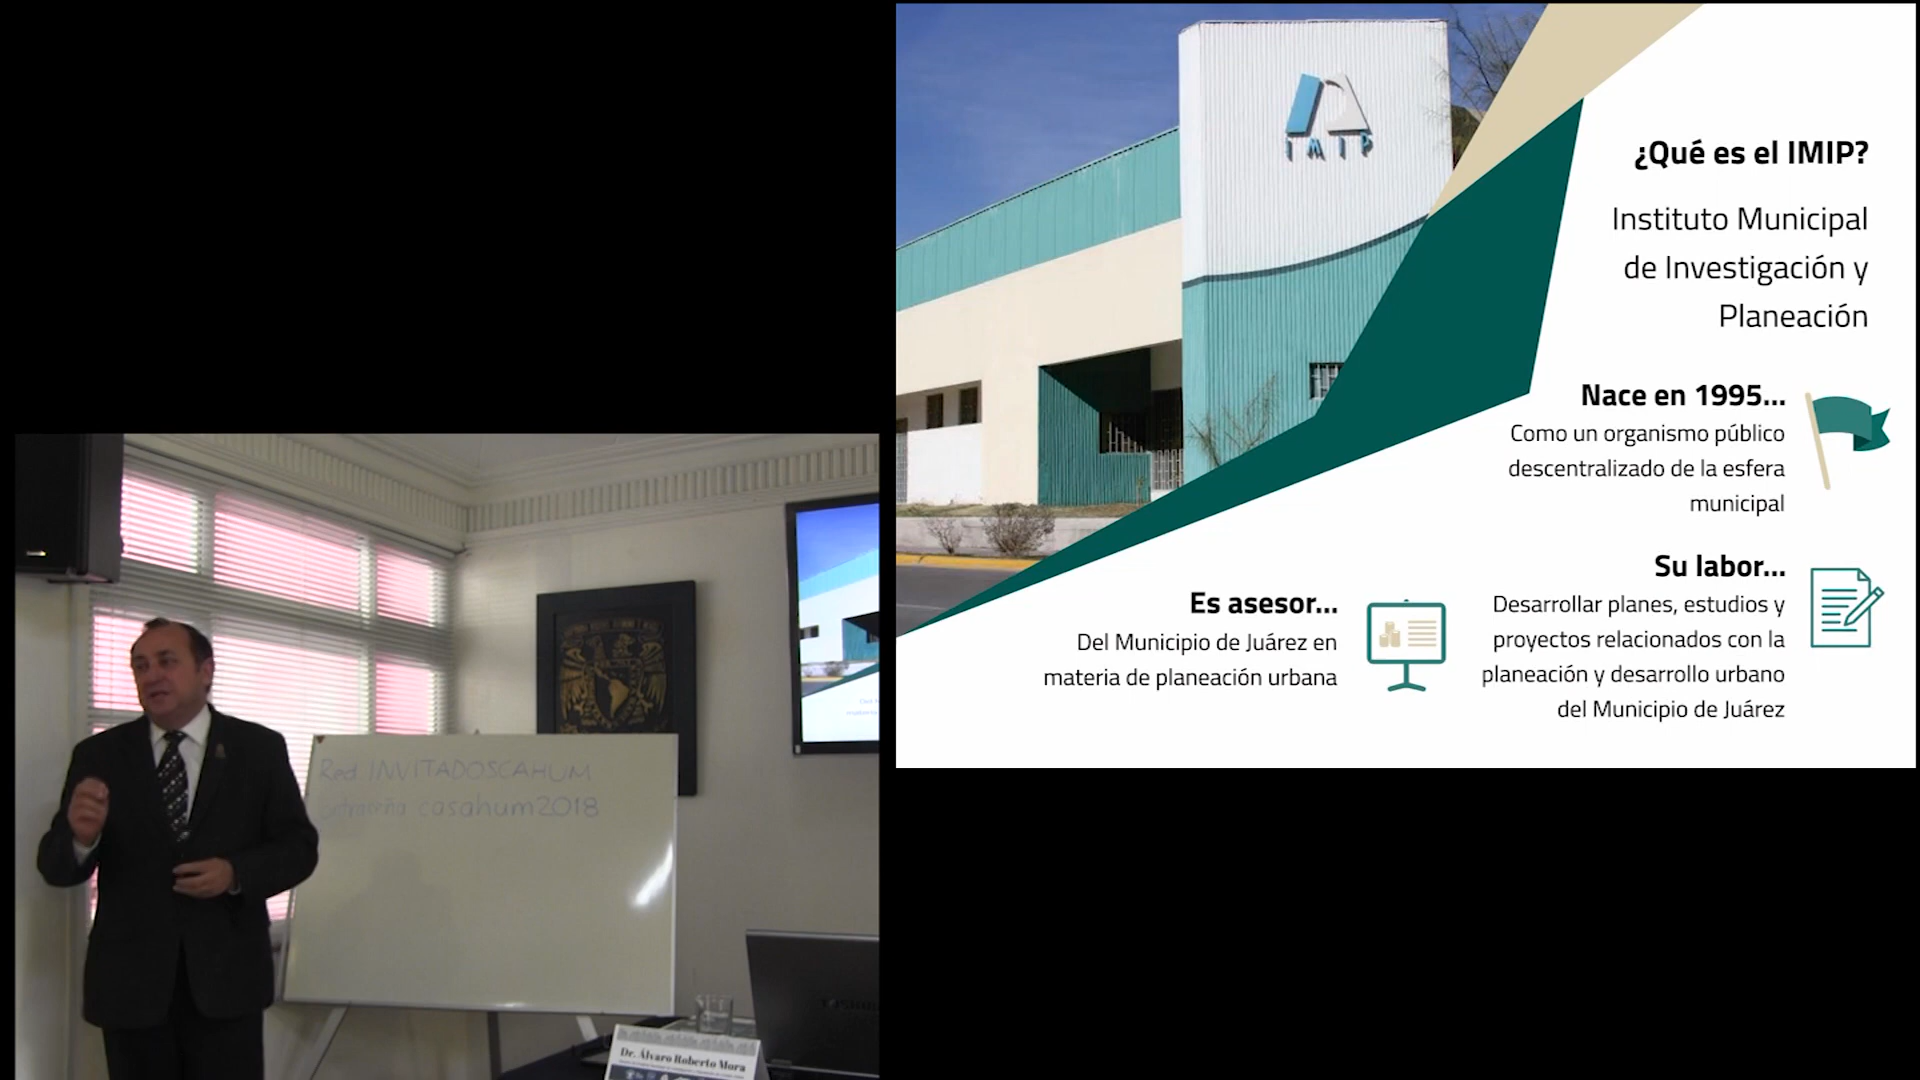 IMIP
¿Qué es el IMIP?
Instituto Municipal
de Investigación y
Planeación
Nace en 1995...
Como un organismo público
descentralizado de la esfera
municipal
Su labor...
Desarrollar planes, estudios y
proyectos relacionados con la
planeación y desarrollo urbano
del Municipio de Juárez
Es asesor...
Del Municipio de Juárez en
materia de planeación urbana
Red. INVITADOSCAHUM
contraseña casahum2018
Dr. Álvaro Roberto Mora